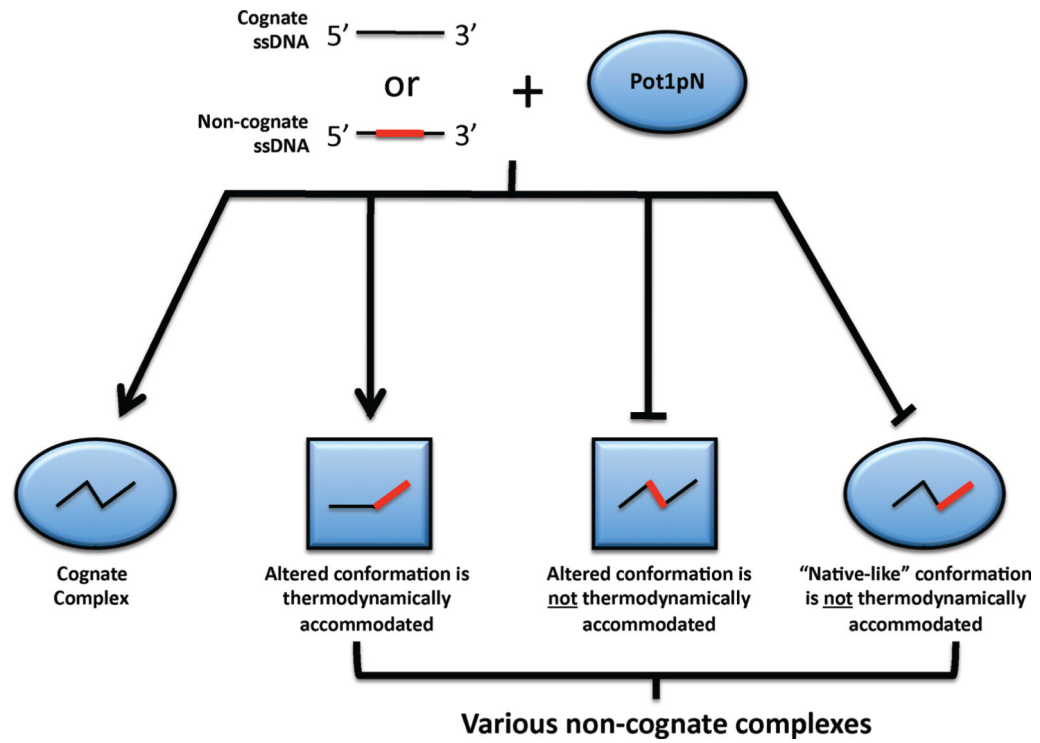 Cognate
ssDNA
5’ 3’
or
+
Pot1pN
Non-cognate
ssDNA
5’ 3’
Cognate
Complex
Altered conformation is
thermodynamically
accommodated
Altered conformation is
not thermodynamically
accommodated
“Native-like” conformation
is not thermodynamically
accommodated
Various non-cognate complexes